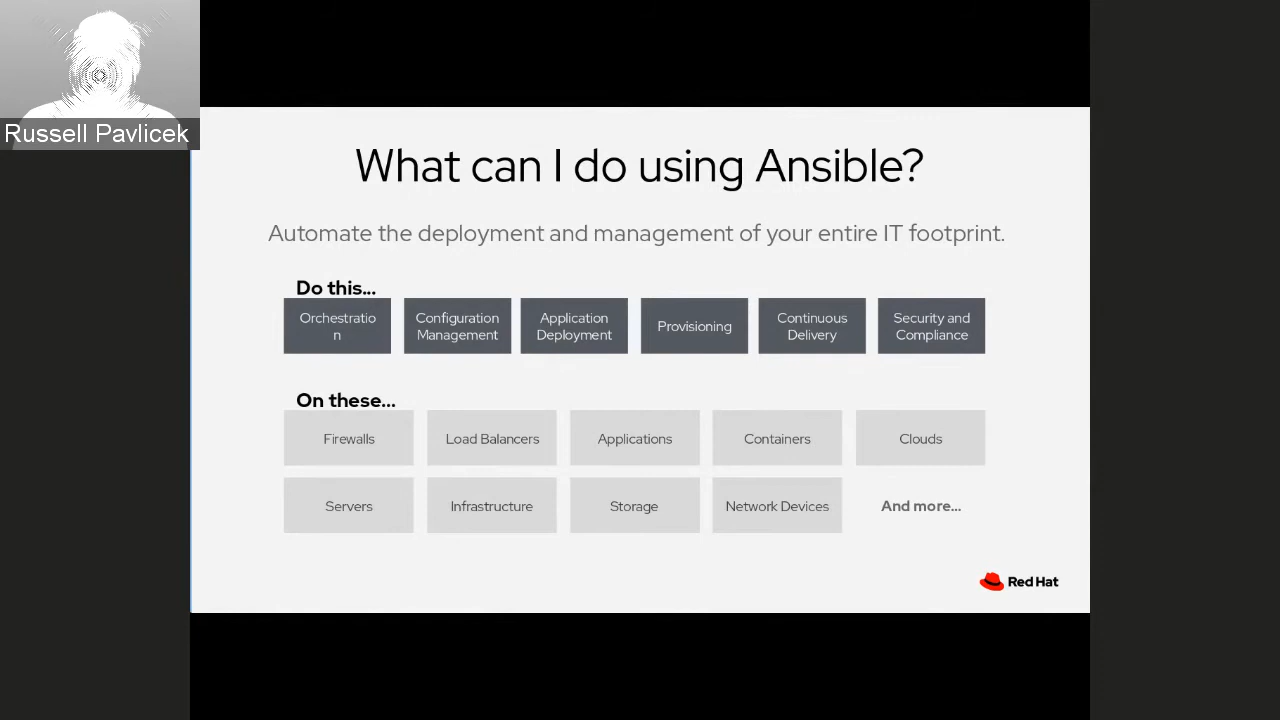 Russell Pavlicek
What can I do using Ansible?
Automate the deployment and management of your entire IT footprint.
Do this...
Orchestratio
n
Configuration
Management
Application
Deployment
Provisioning
Continuous
Delivery
Security and
Compliance
On these...
Firewalls
Load Balancers
Applications
Containers
Clouds
Servers
Infrastructure
Storage
Network Devices
And more...
Red Hat